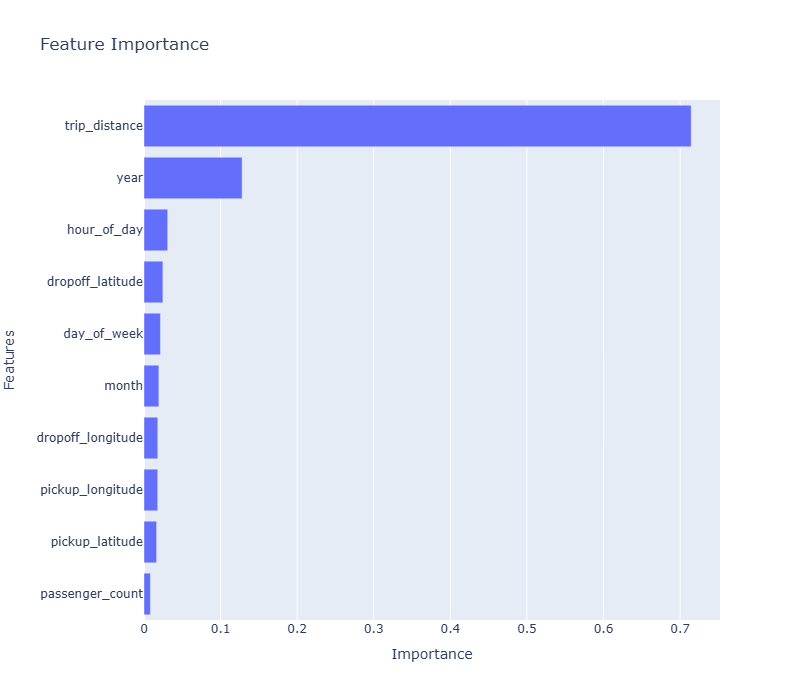 Feature Importance
trip_distance
year
hour_of_day
dropoff_latitude
day_of_week
month
dropoff_longitude
pickup_longitude
pickup_latitude
passenger_count
Features
0 0.1 0.2 0.3 0.4 0.5 0.6 0.7
Importance